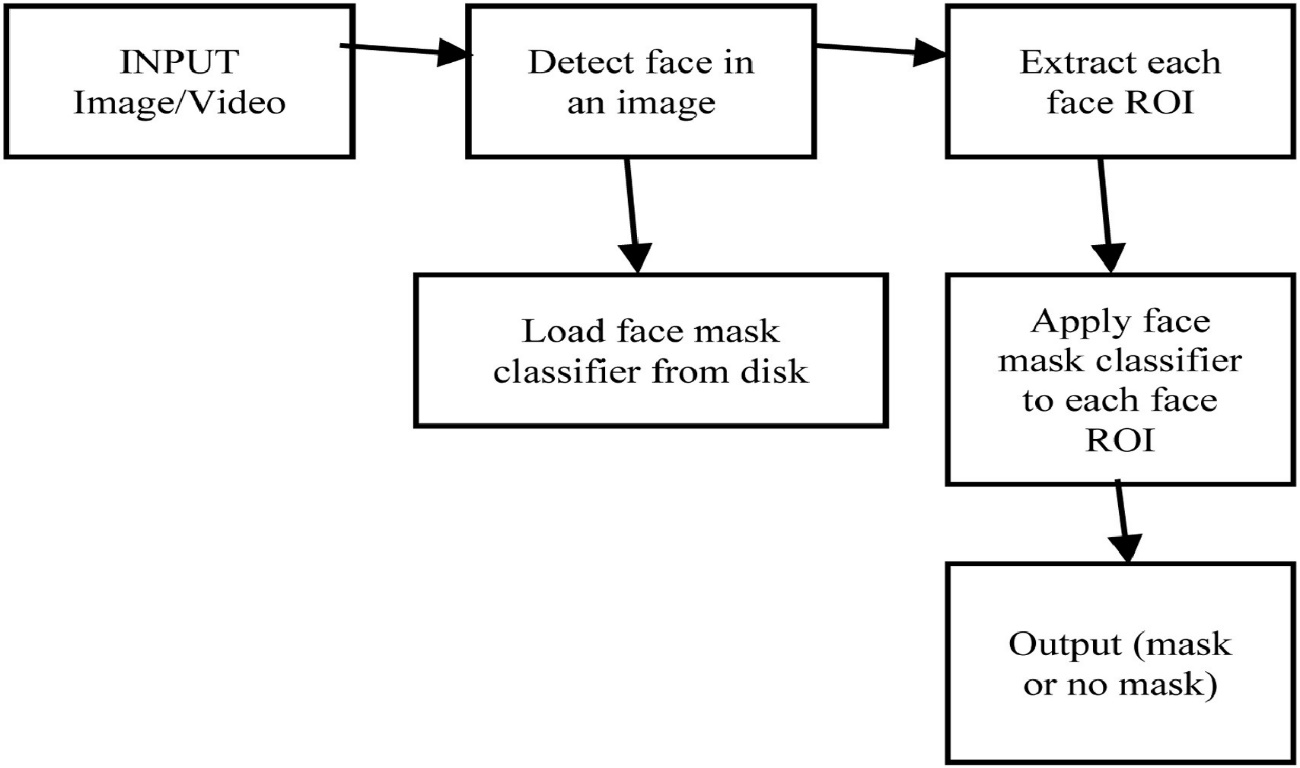 INPUT
Image/Video
Detect face in
an image
Extract each
face ROI
Load face mask
classifier from disk
Apply face
mask classifier
to each face
ROI
Output (mask
or no mask)